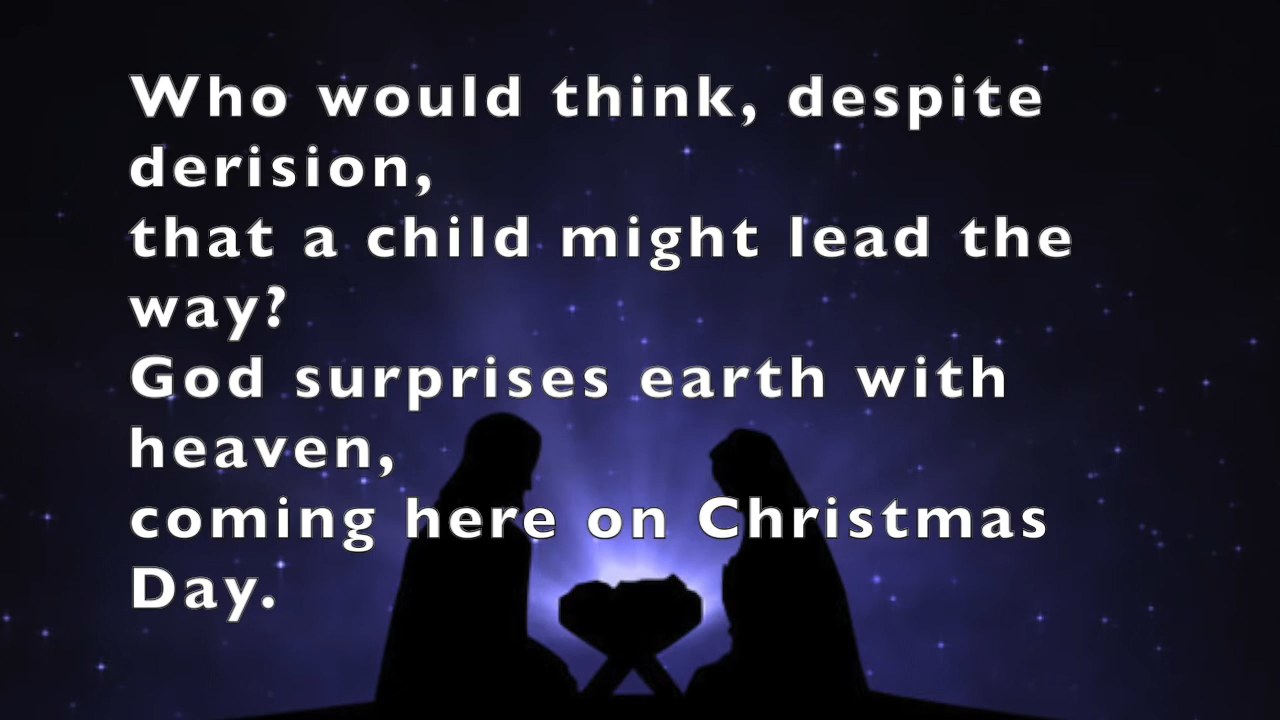 Who would think, despite
derision,
that a child might lead the
way?
God surprises earth with
heaven,
coming here on Christmas
Day.